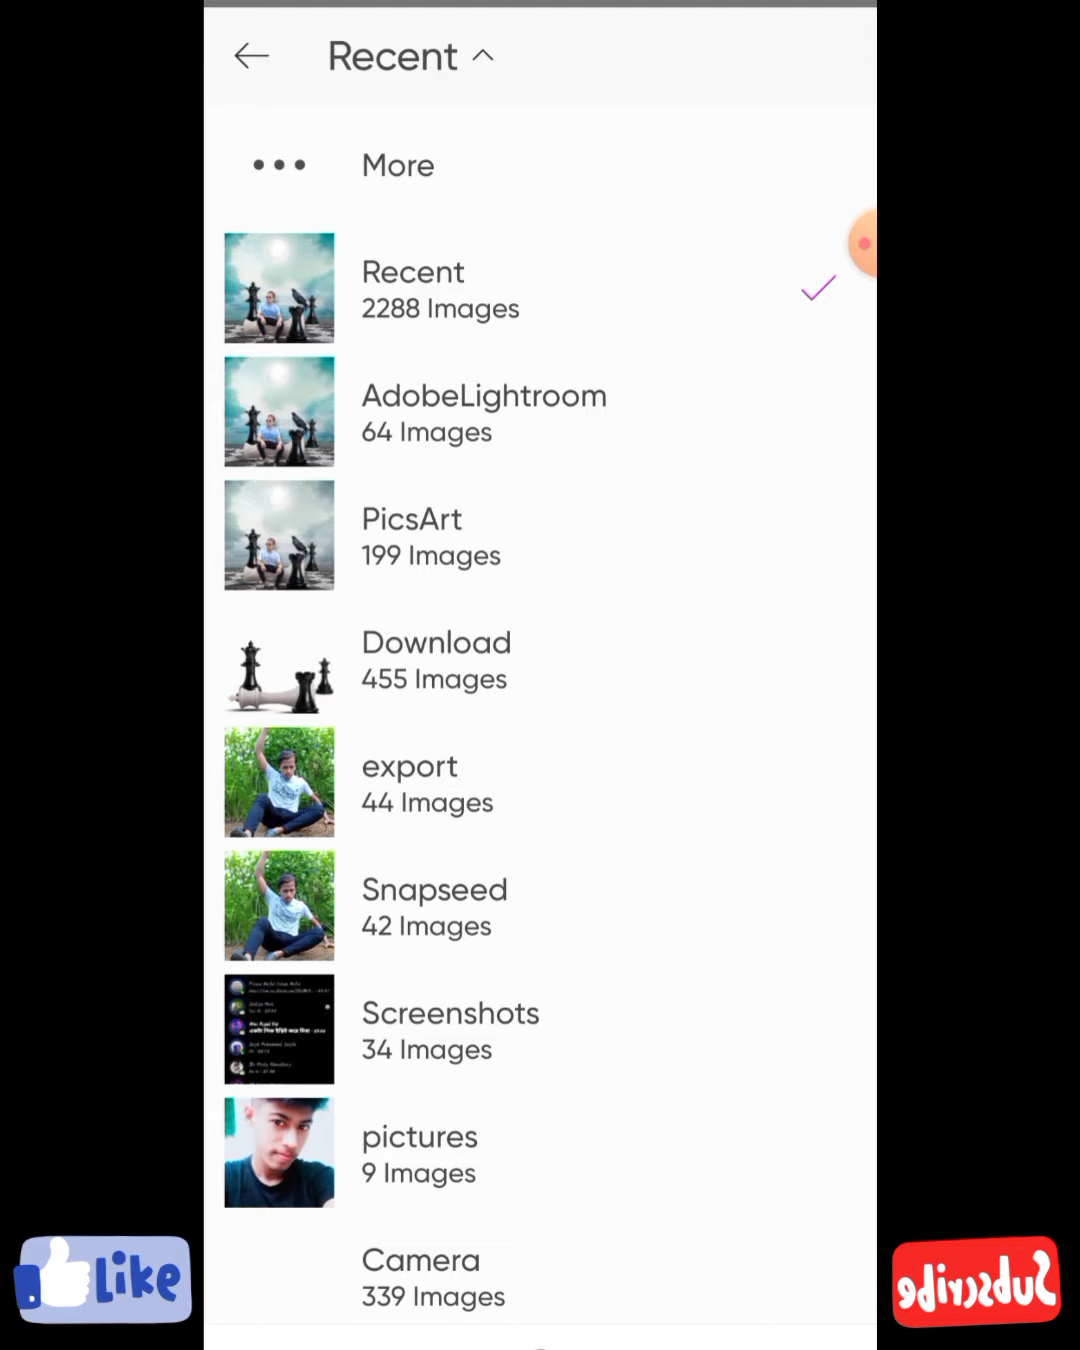 Recent
More
Recent
2288 Images
AdobeLightroom
64 Images
PicsArt
199 Images
Download
455 Images
export
44 Images
Snapseed
42 Images
Screenshots
34 Images
pictures
9 Images
Camera
339 Images
Like
Subscribe